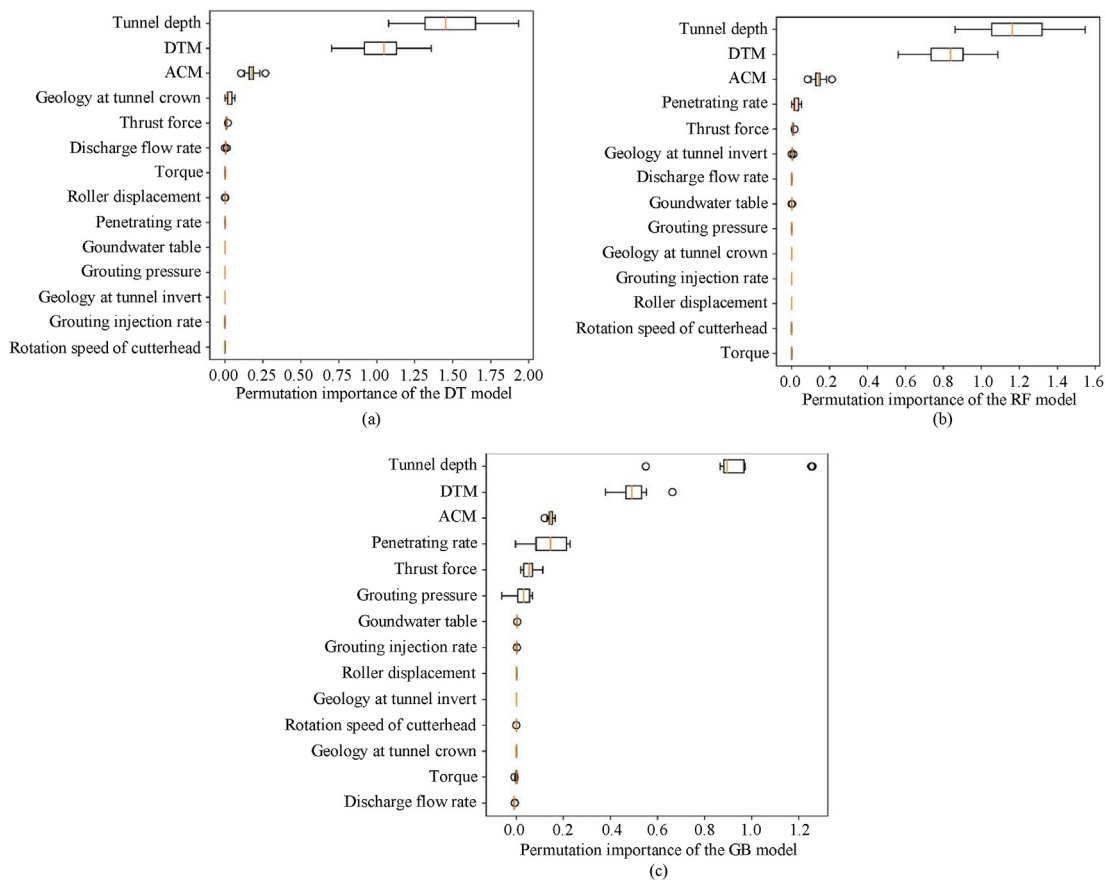 Tunnel depth
DTM
ACM
Geology at tunnel crown
Thrust force
Discharge flow rate
Torque
Roller displacement
Penetrating rate
Goundwater table
Grouting pressure
Geology at tunnel invert
Grouting injection rate
Rotation speed of cutterhead
0.00 0.25 0.50 0.75 1.00 1.25 1.50 1.75 2.00
Permutation importance of the DT model
(a)
Tunnel depth
DTM
ACM
Penetrating rate
Thrust force
Geology at tunnel invert
Discharge flow rate
Goundwater table
Grouting pressure
Geology at tunnel crown
Grouting injection rate
Roller displacement
Rotation speed of cutterhead
Torque
0.0 0.2 0.4 0.6 0.8 1.0 1.2 1.4 1.6
Permutation importance of the RF model
(b)
Tunnel depth
DTM
ACM
Penetrating rate
Thrust force
Grouting pressure
Goundwater table
Grouting injection rate
Roller displacement
Geology at tunnel invert
Rotation speed of cutterhead
Geology at tunnel crown
Torque
Discharge flow rate
0.0 0.2 0.4 0.6 0.8 1.0 1.2
Permutation importance of the GB model
(c)